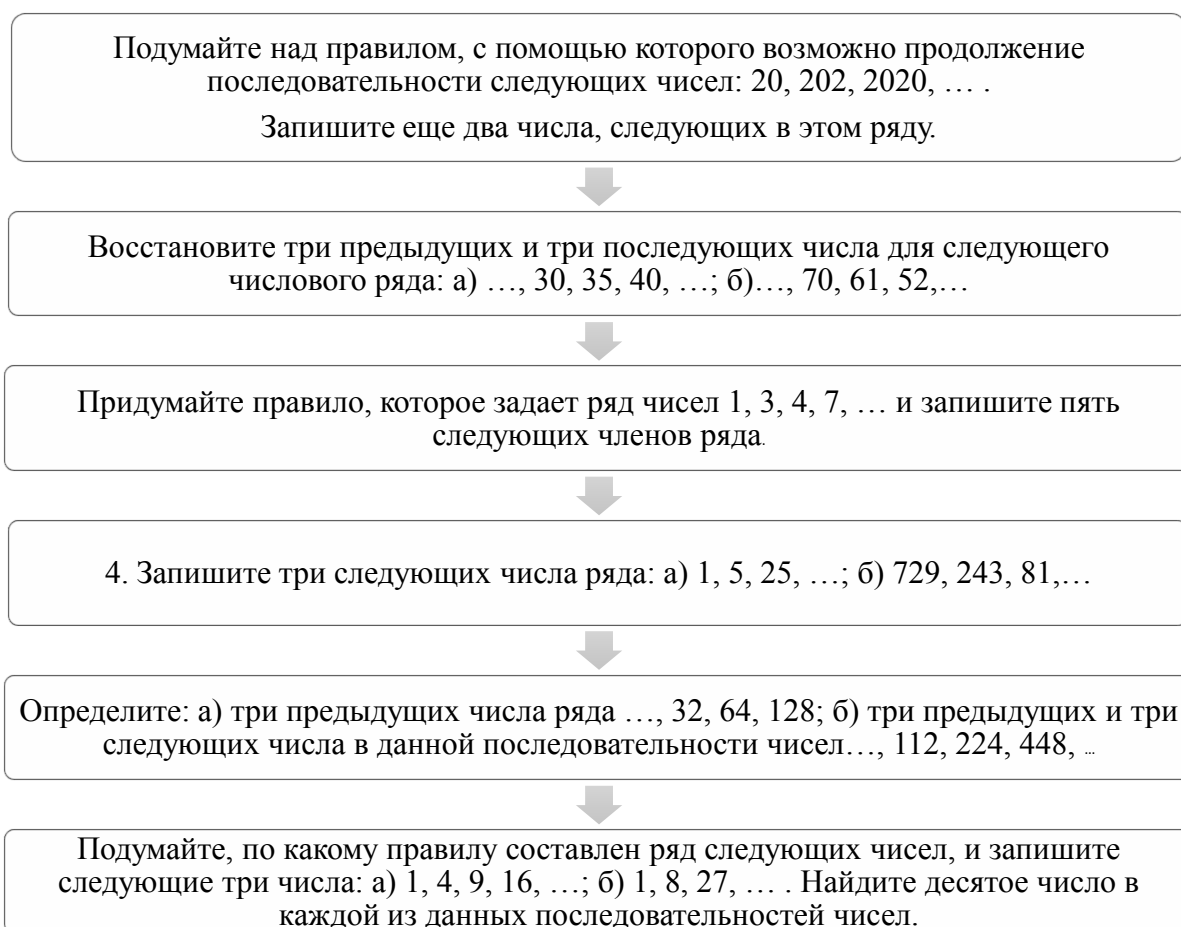 Подумайте над правилом, с помощью которого возможно продолжение
последовательности следующих чисел: 20, 202, 2020, … .
Запишите еще два числа, следующих в этом ряду.
Восстановите три предыдущих и три последующих числа для следующего
числового ряда: а) …, 30, 35, 40, …; б)…, 70, 61, 52,…
Придумайте правило, которое задает ряд чисел 1, 3, 4, 7, … и запишите пять
следующих членов ряда.
4. Запишите три следующих числа ряда: а) 1, 5, 25, …; б) 729, 243, 81,…
Определите: а) три предыдущих числа ряда …, 32, 64, 128; б) три предыдущих и три
следующих числа в данной последовательности чисел…, 112, 224, 448, …
Подумайте, по какому правилу составлен ряд следующих чисел, и запишите
следующие три числа: а) 1, 4, 9, 16, …; б) 1, 8, 27, … . Найдите десятое число в
каждой из данных последовательностей чисел.